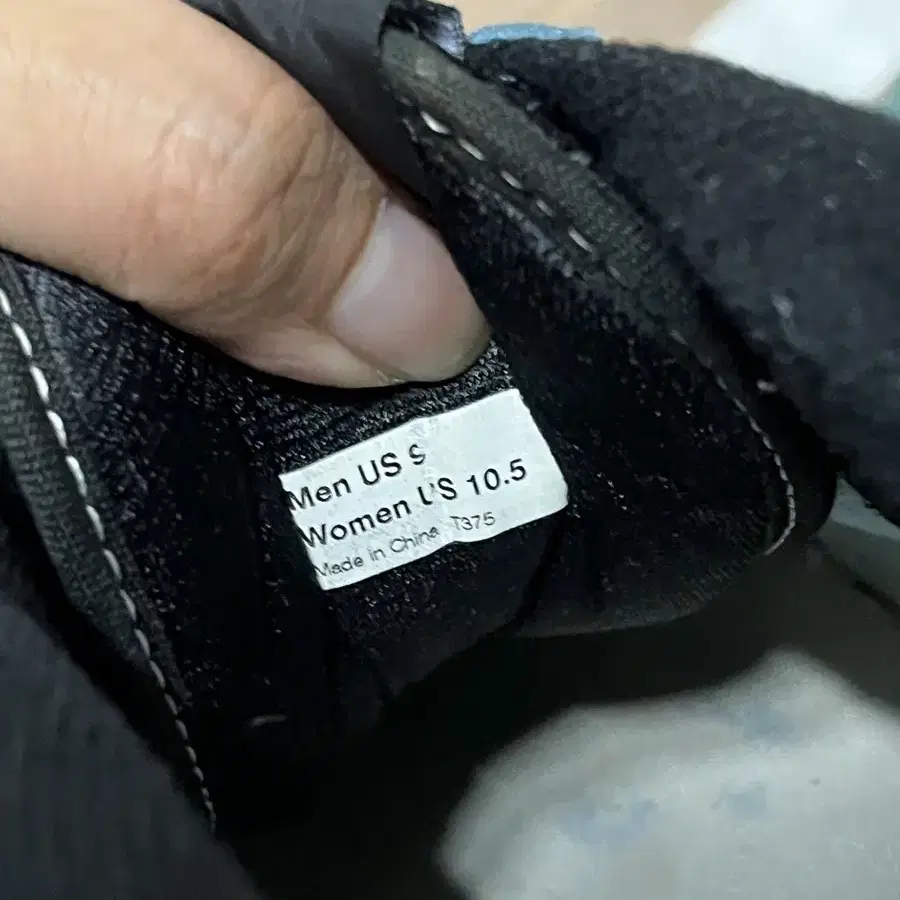 Men US 9
Women US 10.5
Made in China T375